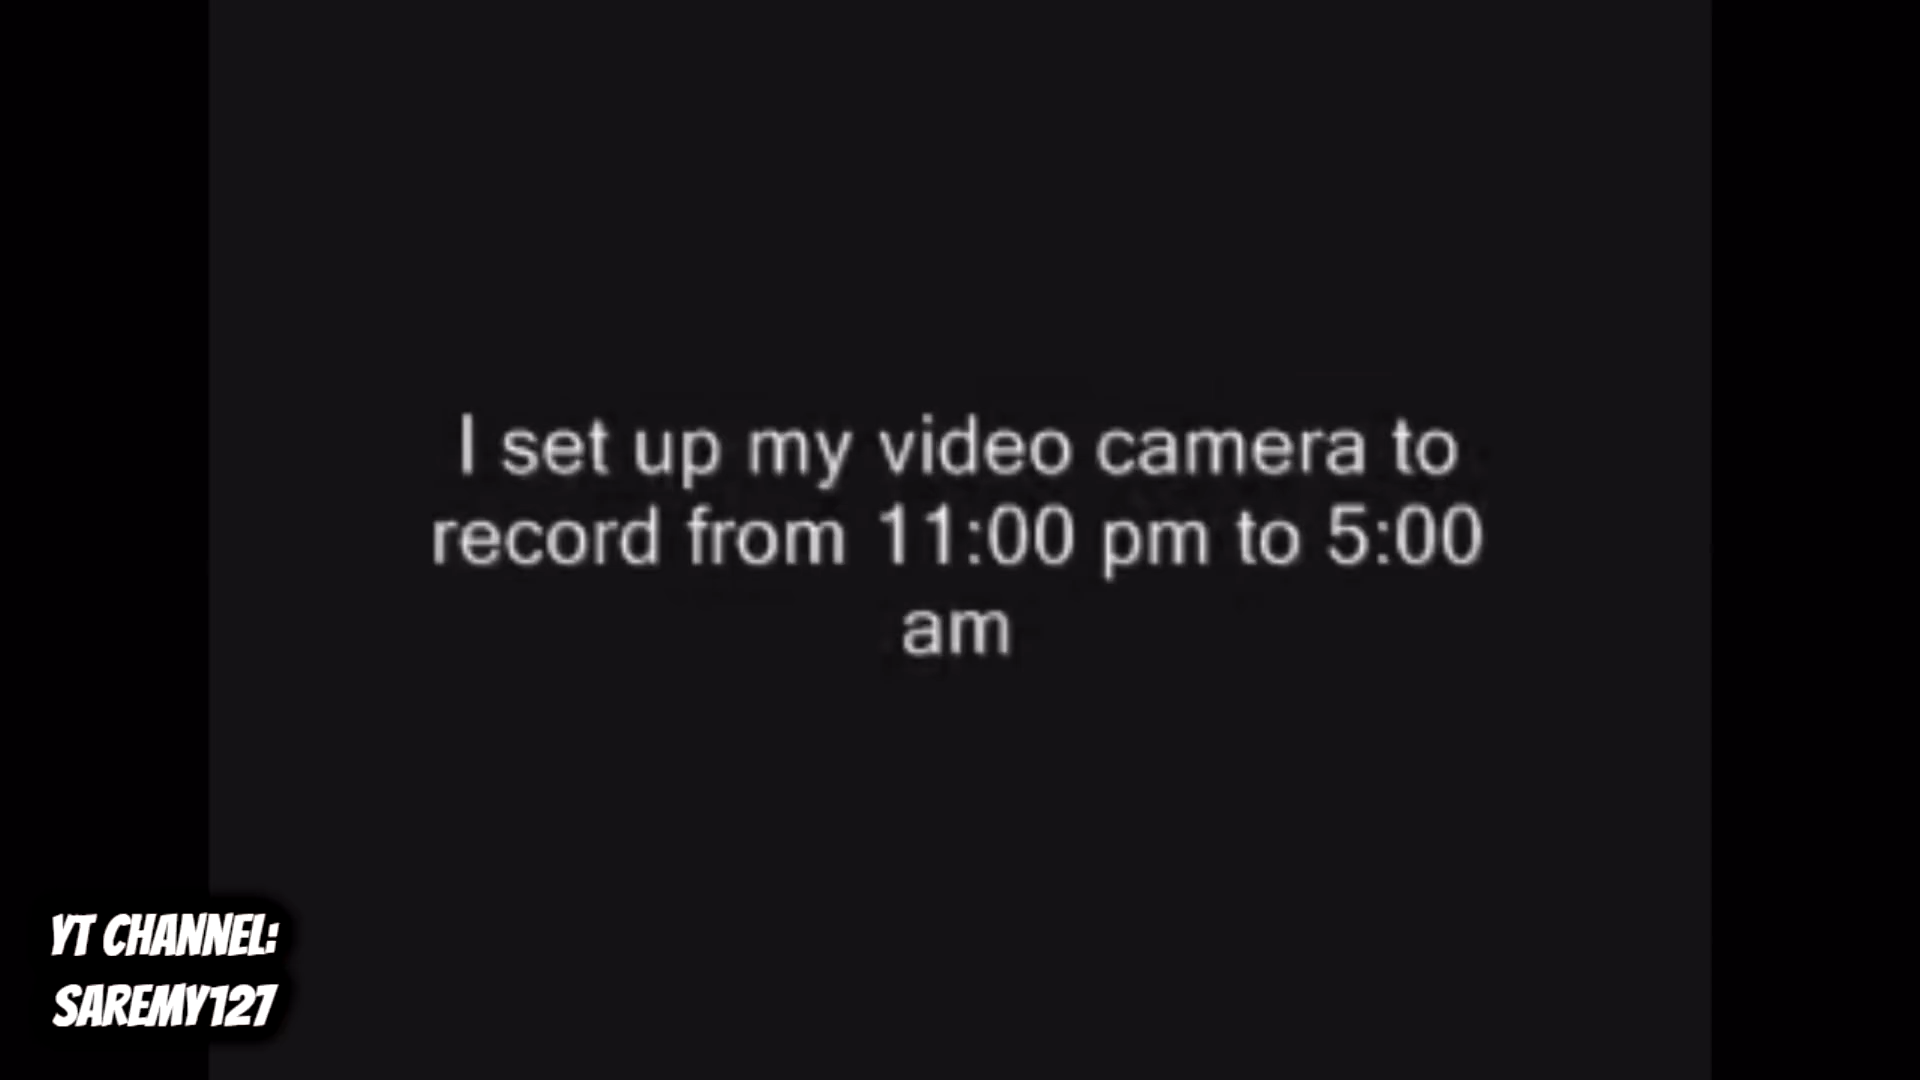 I set up my video camera to
record from 11:00 pm to 5:00
am
YT CHANNEL:
SAREMY127